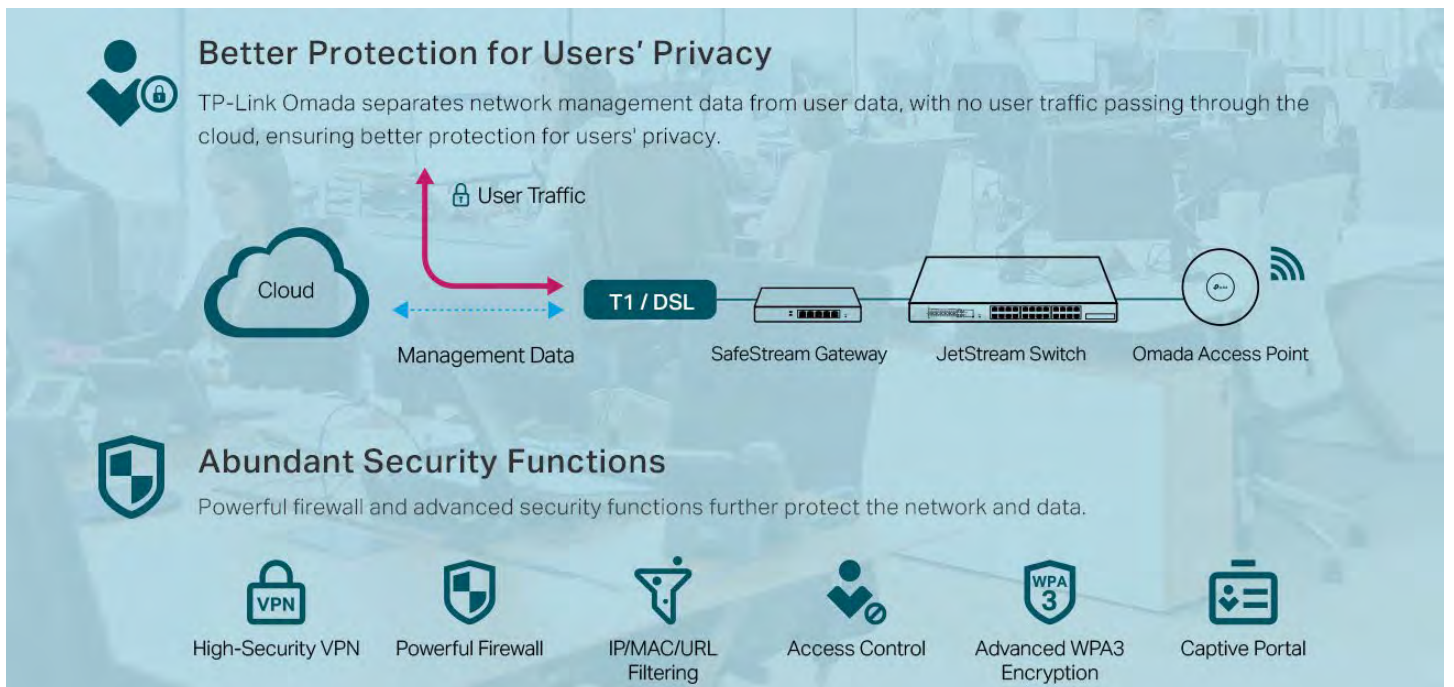 Better Protection for Users' Privacy
TP-Link Omada separates network management data from user data, with no user traffic passing through the
cloud, ensuring better protection for users' privacy.
User Traffic
Cloud
T1 / DSL
Management Data
SafeStream Gateway
JetStream Switch
Omada Access Point
Abundant Security Functions
Powerful firewall and advanced security functions further protect the network and data.
VPN
WPA
3
High-Security VPN
Powerful Firewall
IP/MAC/URL
Filtering
Access Control
Advanced WPA3
Encryption
Captive Portal